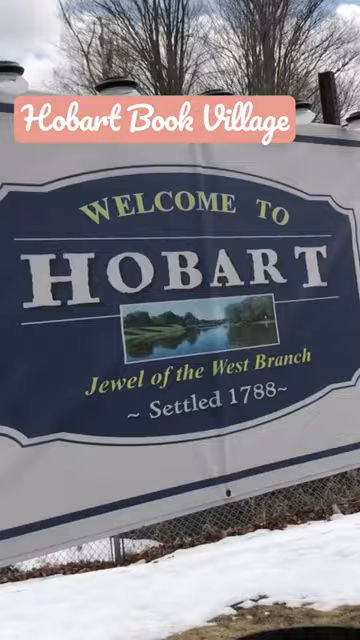 Hobart Book Village
WELCOME TO
HOBART
Jewel of the West Branch
~ Settled 1788~